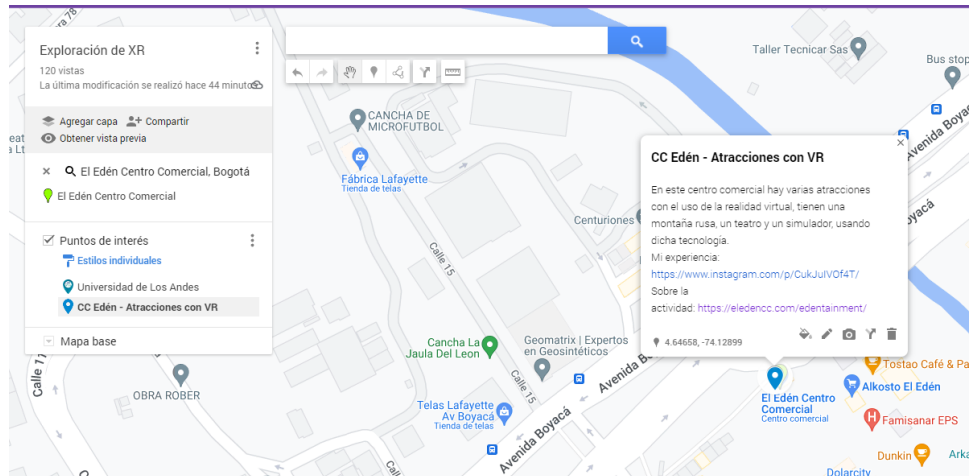 Exploración de XR
120 vistas
La última modificación se realizó hace 44 minutos
Agregar capa
Compartir
Obtener vista previa
El Edén Centro Comercial, Bogotá
El Edén Centro Comercial
Puntos de interés
Estilos individuales
Universidad de Los Andes
CC Edén - Atracciones con VR
Mapa base
CC Edén - Atracciones con VR
En este centro comercial hay varias atracciones
con el uso de la realidad virtual, tienen una
montaña rusa, un teatro y un simulador, usando
dicha tecnología.
Mi experiencia:
https://www.instagram.com/p/CukJuIVOf4T/
Sobre la
actividad: https://eledencc.com/edentainment/
4.64658, -74.12899
Taller Tecnicar Sas
Bus stop
CANCHA DE
MICROFUTBOL
Fábrica Lafayette
Tienda de telas
Centuriones
Calle 15
Calle 15
Avenida Boyacá
Cancha La
Jaula Del Leon
Geomatrix | Expertos
en Geosintéticos
Avenida Bo
Telas Lafayette
Av Boyacá
Tienda de telas
Avenida Boyacá
OBRA ROBER
Calle 11
El Edén Centro
Comercial
Centro comercial
Tostao Café & Pa
Alkosto El Edén
Famisanar EPS
Dunkin
Arka
Dolarcity